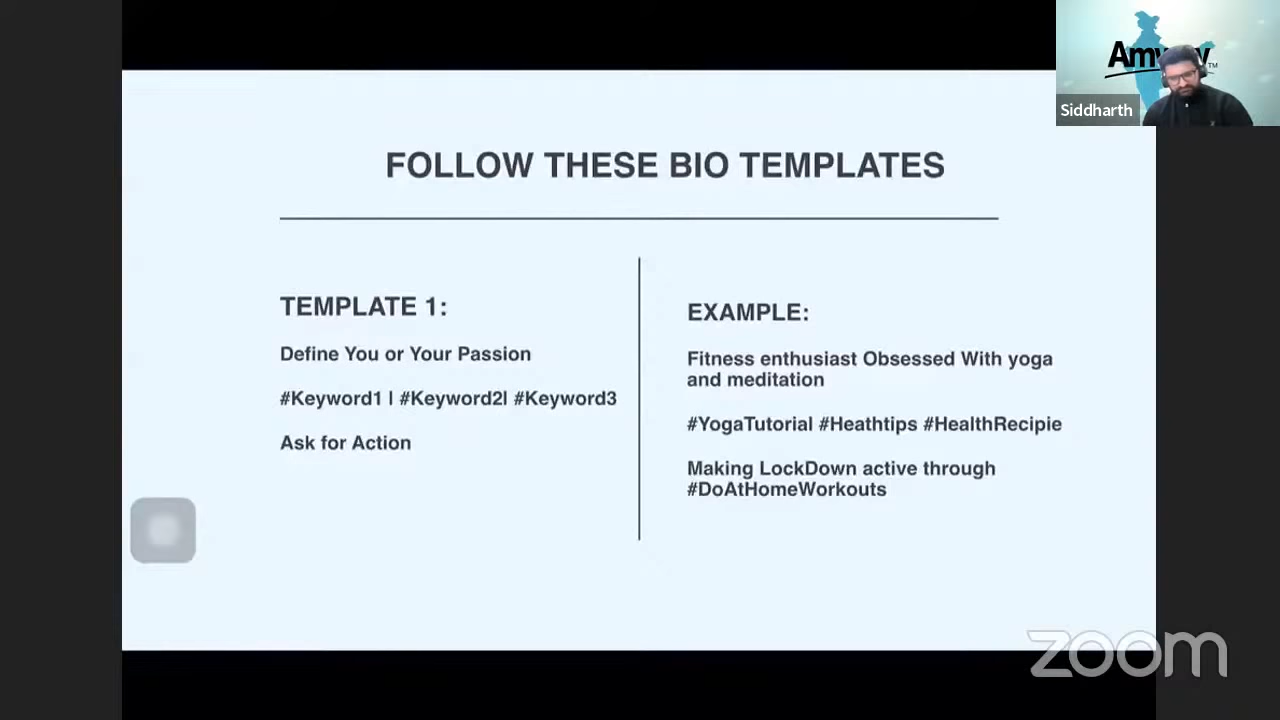 FOLLOW THESE BIO TEMPLATES
TEMPLATE 1:
Define You or Your Passion
#Keyword1 | #Keyword2| #Keyword3
Ask for Action
EXAMPLE:
Fitness enthusiast Obsessed With yoga
and meditation
#YogaTutorial #Heathtips #HealthRecipie
Making LockDown active through
#DoAtHomeWorkouts
Siddharth
zoom